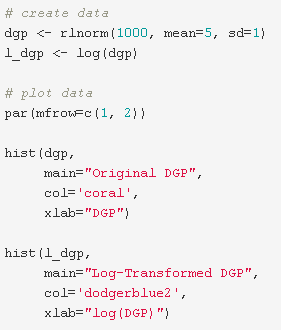 # create data
dgp <- rlnorm(1000, mean=5, sd=1)
l_dgp <- log(dgp)

# plot data
par(mfrow=c(1, 2))

hist(dgp,
     main="Original DGP",
     col='coral',
     xlab="DGP")

hist(l_dgp,
     main="Log-Transformed DGP",
     col='dodgerblue2',
     xlab="log(DGP)")